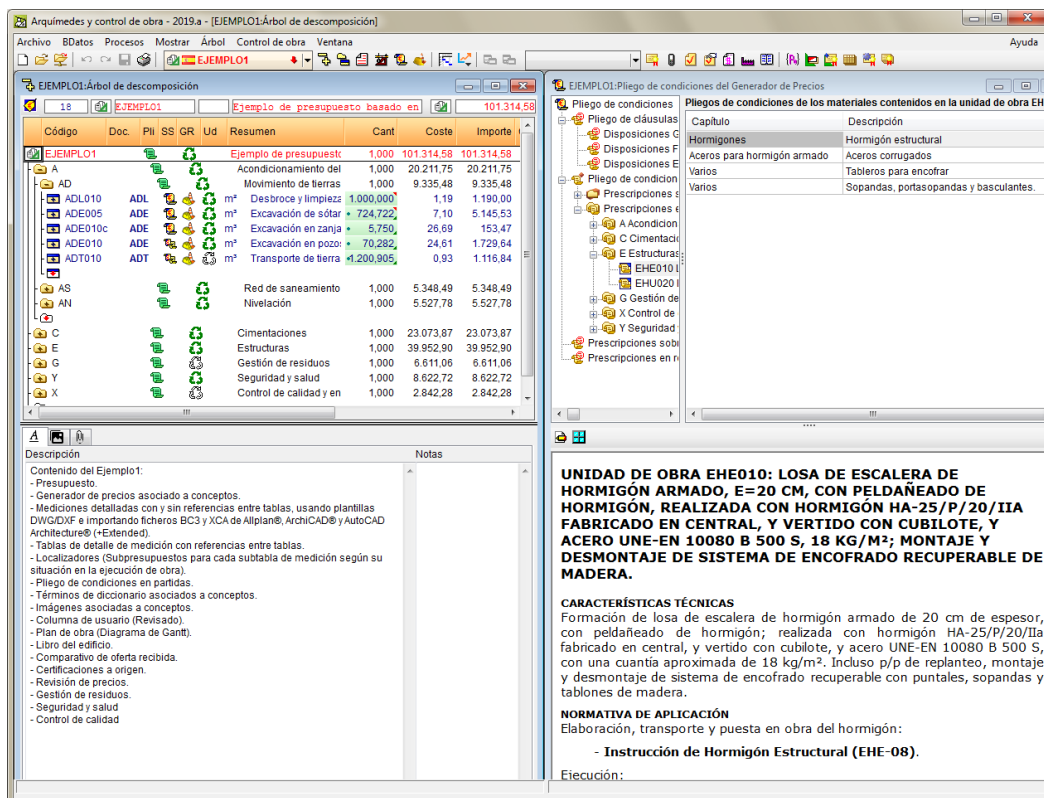 Arquímedes y control de obra - 2019.a - [EJEMPLO1:Árbol de descomposición]
Archivo BDatos Procesos Mostrar Árbol Control de obra Ventana Ayuda
EJEMPLO1
EJEMPLO1:Árbol de descomposición
18 EJEMPLO1 Ejemplo de presupuesto basado en 101.314,58
Código Doc. Pli SS GR Ud Resumen Cant Coste Importe
EJEMPLO1 Ejemplo de presupuestc 1,000 101.314,58 101.314,58
A Acondicionamiento del 1,000 20.211,75 20.211,75
AD Movimiento de tierras 1,000 9.335,48 9.335,48
ADL010 ADL m² Desbroce y limpieza 1.000,000 1,19 1.190,00
ADE005 ADE m³ Excavación de sótar 724,722 7,10 5.145,53
ADE010c ADE m³ Excavación en zanja 5,750 26,69 153,47
ADE010 ADE m³ Excavación en pozo: 70,282 24,61 1.729,64
ADT010 ADT m³ Transporte de tierra 1.200,905 0,93 1.116,84
AS Red de saneamiento 1,000 5.348,49 5.348,49
AN Nivelación 1,000 5.527,78 5.527,78
C Cimentaciones 1,000 23.073,87 23.073,87
E Estructuras 1,000 39.952,90 39.952,90
G Gestión de residuos 1,000 6.611,06 6.611,06
Y Seguridad y salud 1,000 8.622,72 8.622,72
X Control de calidad y en 1,000 2.842,28 2.842,28
A
Descripción Notas
Contenido del Ejemplo1:
- Presupuesto.
- Generador de precios asociado a conceptos.
- Mediciones detalladas con y sin referencias entre tablas, usando plantillas
DWG/DXF e importando ficheros BC3 y XCA de Allplan®, ArchiCAD® y AutoCAD
Architecture® (+Extended).
- Tablas de detalle de medición con referencias entre tablas.
- Localizadores (Subpresupuestos para cada subtabla de medición según su
situación en la ejecución de obra).
- Pliego de condiciones en partidas.
- Términos de diccionario asociados a conceptos.
- Imágenes asociadas a conceptos.
- Columna de usuario (Revisado).
- Plan de obra (Diagrama de Gantt).
- Libro del edificio.
- Comparativo de oferta recibida.
- Certificaciones a origen.
- Revisión de precios.
- Gestión de residuos.
- Seguridad y salud
- Control de calidad
EJEMPLO1:Pliego de condiciones del Generador de Precios
Pliego de condiciones
Pliego de cláusulas
Disposiciones G
Disposiciones F
Disposiciones E
Pliego de condicion
Prescripciones s
Prescripciones e
A Acondicion
C Cimentacio
E Estructuras
EHE010 L
EHU020 I
G Gestión de
X Control de
Y Seguridad
Prescripciones sobi
Prescripciones en re
Pliegos de condiciones de los materiales contenidos en la unidad de obra EH
Capítulo Descripción
Hormigones Hormigón estructural
Aceros para hormigón armado Aceros corrugados
Varios Tableros para encofrar
Varios Sopandas, portasopandas y basculantes.
UNIDAD DE OBRA EHE010: LOSA DE ESCALERA DE
HORMIGÓN ARMADO, E=20 CM, CON PELDAÑEADO DE
HORMIGÓN, REALIZADA CON HORMIGÓN HA-25/P/20/IIA
FABRICADO EN CENTRAL, Y VERTIDO CON CUBILOTE, Y
ACERO UNE-EN 10080 B 500 S, 18 KG/M²; MONTAJE Y
DESMONTAJE DE SISTEMA DE ENCOFRADO RECUPERABLE DE
MADERA.
CARACTERÍSTICAS TÉCNICAS
Formación de losa de escalera de hormigón armado de 20 cm de espesor,
con peldañeado de hormigón; realizada con hormigón HA-25/P/20/IIa
fabricado en central, y vertido con cubilote, y acero UNE-EN 10080 B 500 S,
con una cuantía aproximada de 18 kg/m². Incluso p/p de replanteo, montaje
y desmontaje de sistema de encofrado recuperable con puntales, sopandas y
tablones de madera.
NORMATIVA DE APLICACIÓN
Elaboración, transporte y puesta en obra del hormigón:
- Instrucción de Hormigón Estructural (EHE-08).
Ejecución: